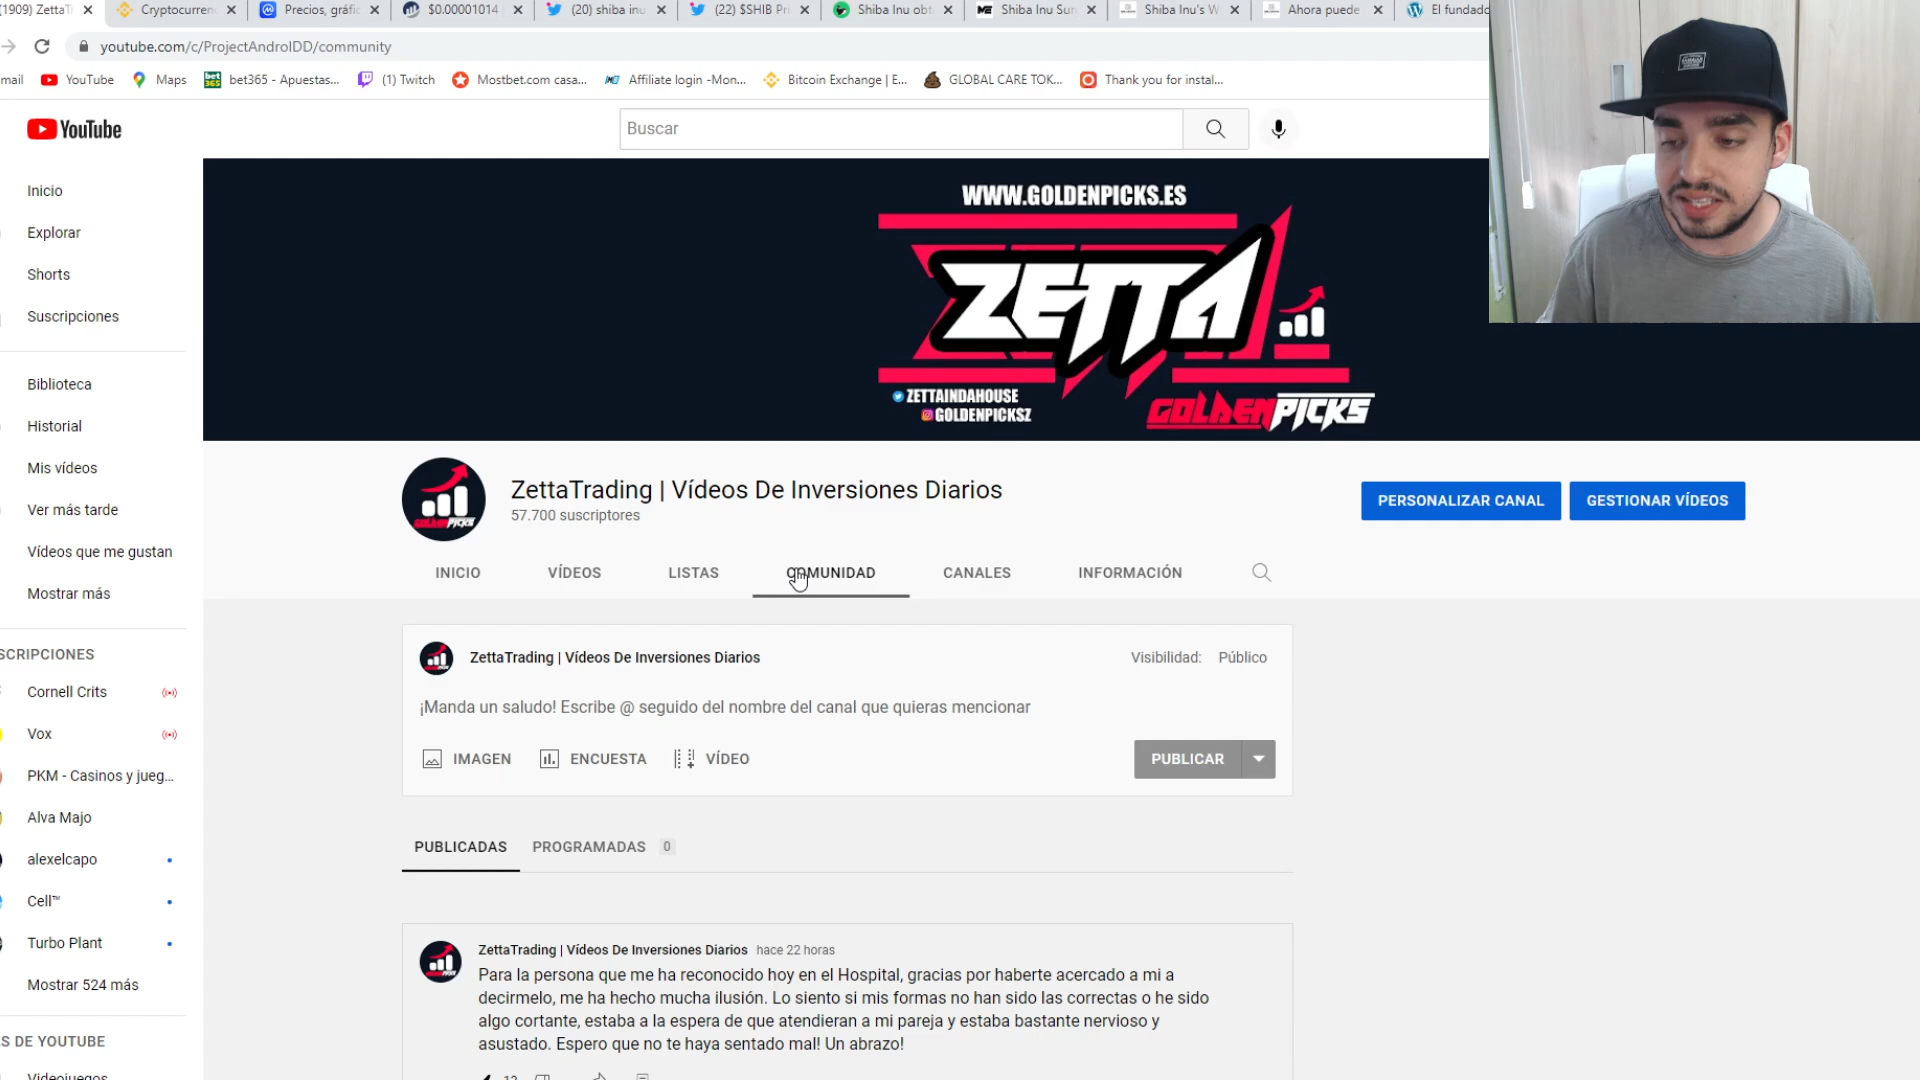 (1909) Zetta
Cryptocurren
Precios, gráfi
$0.00001014
(20) shiba inu
(22) $SHIB Pri
Shiba Inu obt
Shiba Inu Sur
Shiba Inu's W
Ahora puede
El fundado
youtube.com/c/ProjectAndroIDD/community
mail
YouTube
Maps
bet365 - Apuestas...
(1) Twitch
Mostbet.com casa...
Affiliate login -Mon...
Bitcoin Exchange | E...
GLOBAL CARE TOK...
Thank you for instal...
YouTube
Buscar
Inicio
Explorar
Shorts
Suscripciones
Biblioteca
Historial
Mis vídeos
Ver más tarde
Vídeos que me gustan
Mostrar más
SCRIPCIONES
Cornell Crits
Vox
PKM - Casinos y jueg...
Alva Majo
alexelcapo
Cell™
Turbo Plant
Mostrar 524 más
S DE YOUTUBE
Videojuegos
WWW.GOLDENPICKS.ES
ZETTA
ZETTAINDAHOUSE
GOLDENPICKSZ
GOLDENPICKS
ZettaTrading | Vídeos De Inversiones Diarios
57.700 suscriptores
PERSONALIZAR CANAL
GESTIONAR VÍDEOS
INICIO
VÍDEOS
LISTAS
COMUNIDAD
CANALES
INFORMACIÓN
ZettaTrading | Vídeos De Inversiones Diarios
Visibilidad: Público
¡Manda un saludo! Escribe @ seguido del nombre del canal que quieras mencionar
IMAGEN
ENCUESTA
VÍDEO
PUBLICAR
PUBLICADAS
PROGRAMADAS 0
ZettaTrading | Vídeos De Inversiones Diarios hace 22 horas
Para la persona que me ha reconocido hoy en el Hospital, gracias por haberte acercado a mi a
decirmelo, me ha hecho mucha ilusión. Lo siento si mis formas no han sido las correctas o he sido
algo cortante, estaba a la espera de que atendieran a mi pareja y estaba bastante nervioso y
asustado. Espero que no te haya sentado mal! Un abrazo!